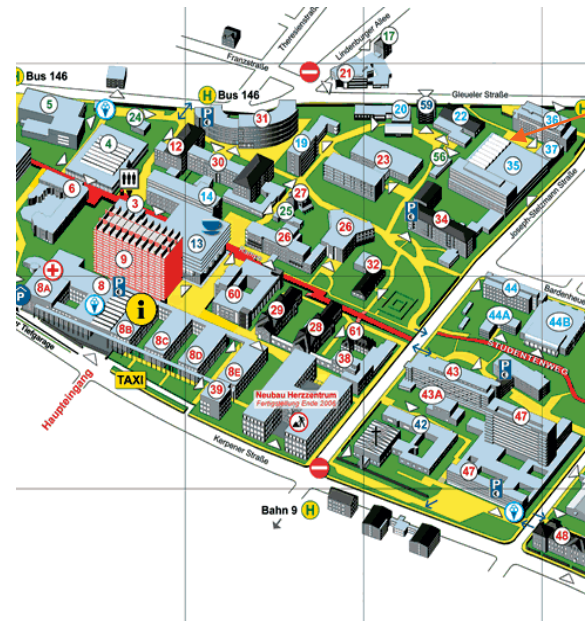 17
Lindenburger Allee
Theresienstraße
Franzstraße
21
H Bus 146
H Bus 146
Gleueler Straße
H
5
24
P
31
20
59
22
36
37
4
12
30
19
23
56
35
6
3
14
27
25
34
P
Joseph-Stelzmann Straße
9
13
26
26
32
8A
8
P
8B
8C
8D
8E
i
P
60
29
28
61
38
39
44
44A
44B
Bardenheuer
STUDENTENWEG
er Tiefgarage
TAXI
Haupteingang
Neubau Herzzentrum
Fertigstellung Ende 2006
43
43A
P
47
42
47
P
Kerpener Straße
Bahn 9 H
48